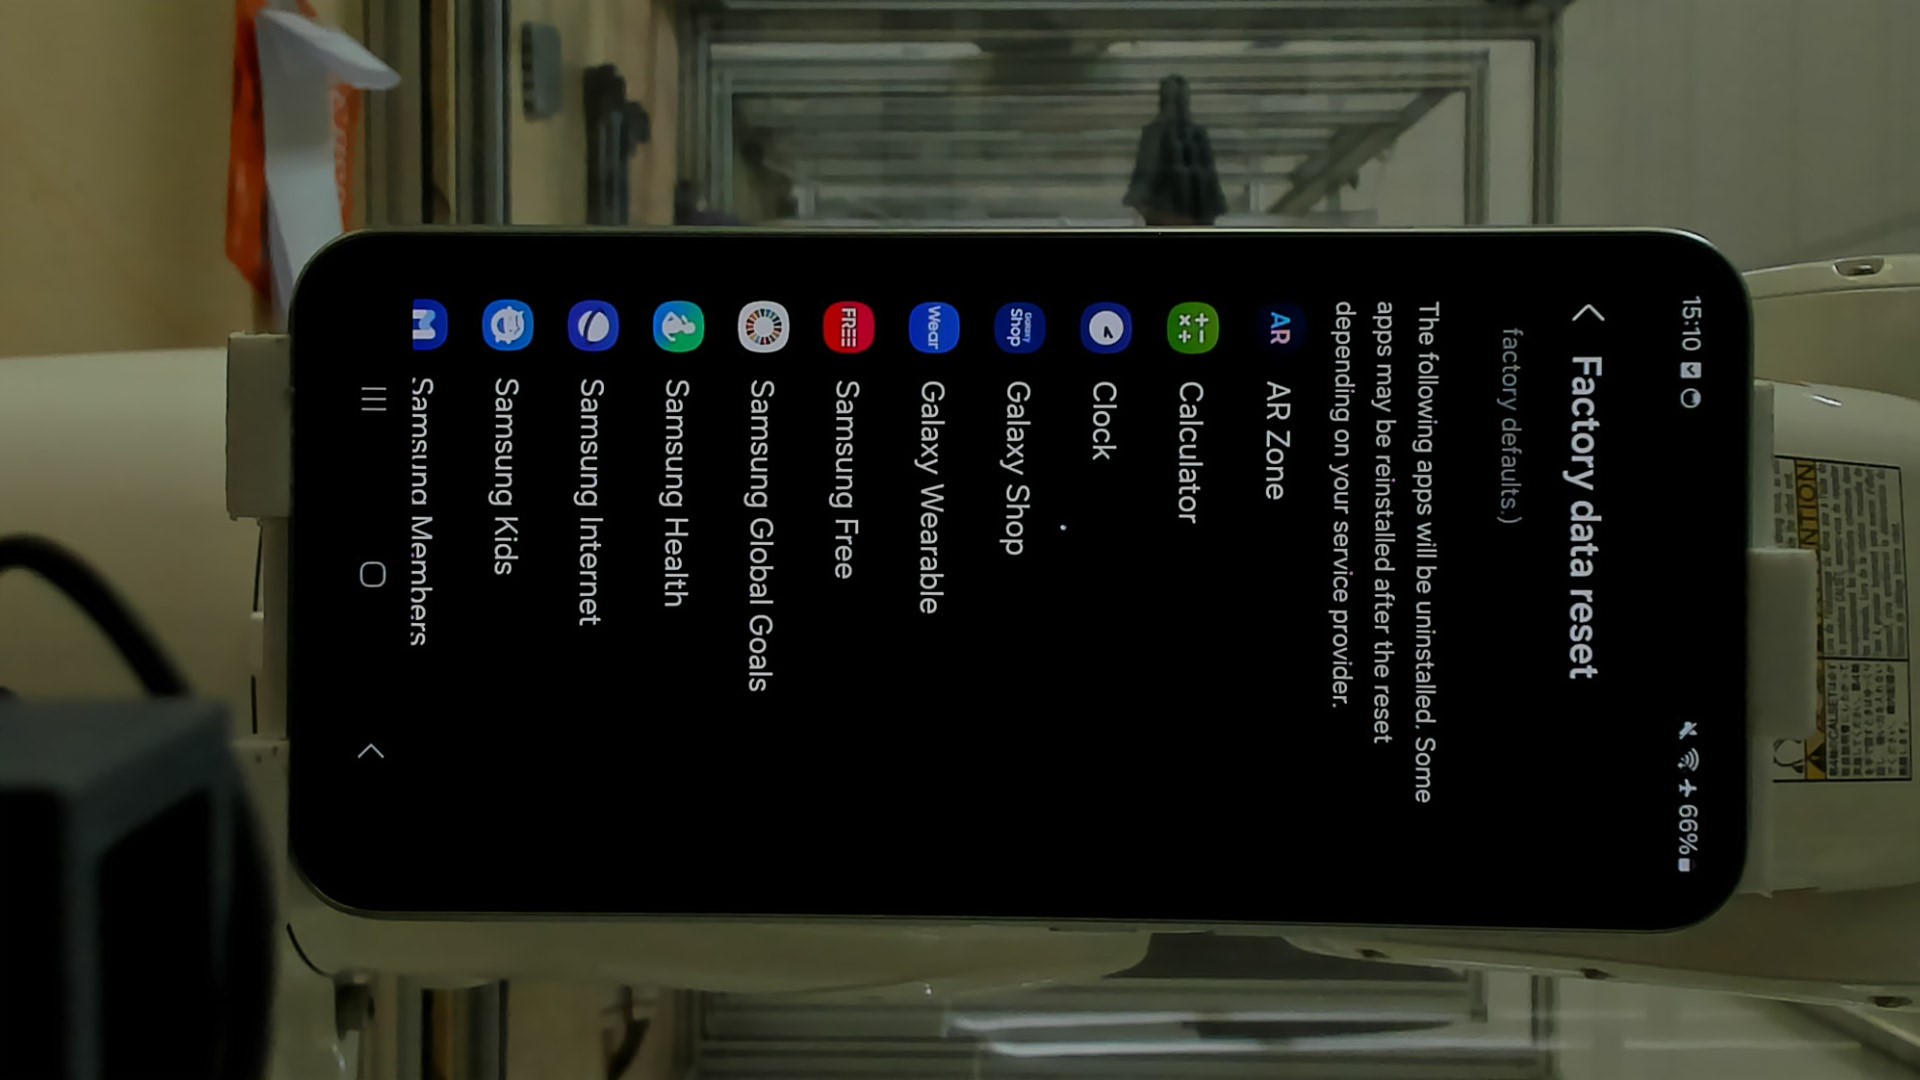 15:10
66%
Factory data reset
factory defaults.)
The following apps will be uninstalled. Some
apps may be reinstalled after the reset
depending on your service provider.
AR AR Zone
Calculator
Clock
Galaxy Shop Galaxy Shop
Wear Galaxy Wearable
FREE Samsung Free
Samsung Global Goals
Samsung Health
Samsung Internet
Samsung Kids
Samsung Members